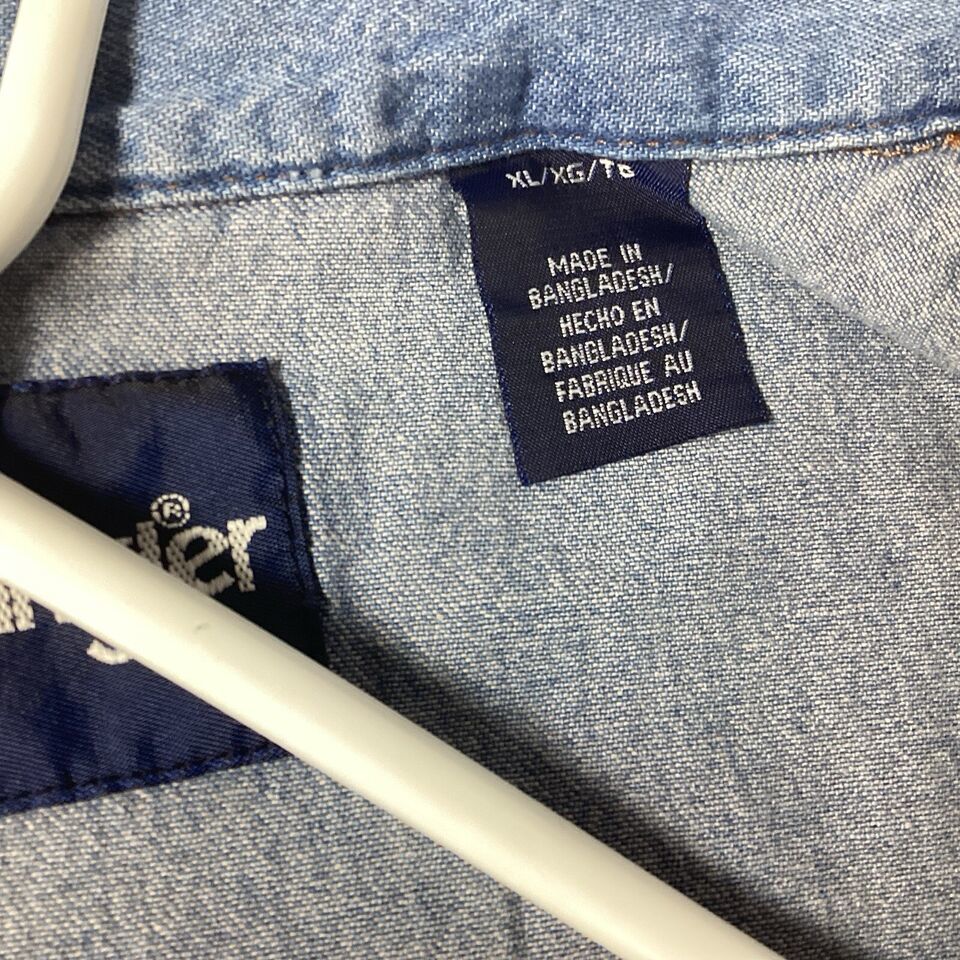 XL/XG/TG
MADE IN
BANGLADESH/
HECHO EN
BANGLADESH/
FABRIQUE AU
BANGLADESH
®